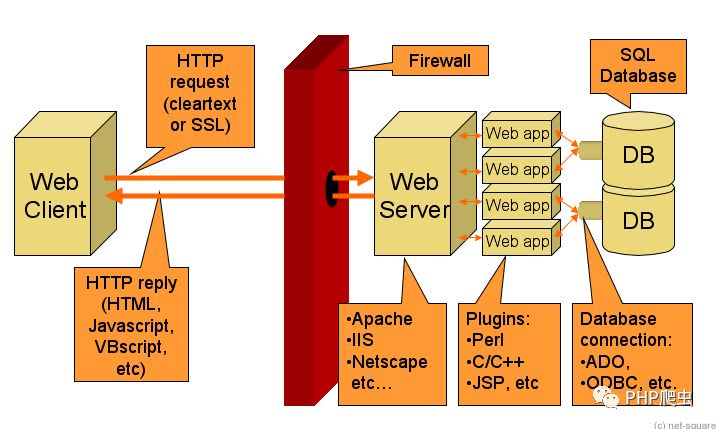 HTTP
request
(cleartext
or SSL)
Firewall
SQL
Database
Web
Client
Web
Server
Web app
Web app
Web app
Web app
DB
DB
HTTP reply
(HTML,
Javascript,
VBscript,
etc)
•Apache
•IIS
•Netscape
etc…
Plugins:
•Perl
•C/C++
•JSP, etc
Database
connection:
•ADO,
•ODBC, etc.
PHP爬虫
(c) net-square